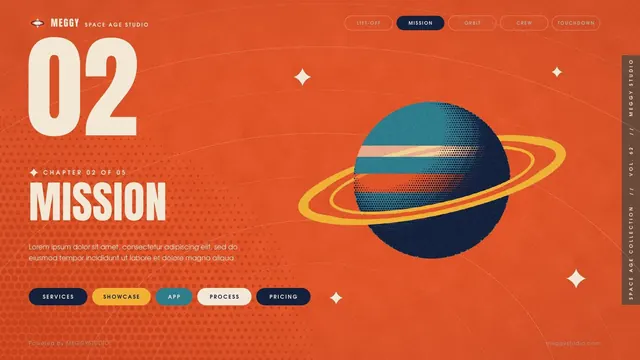 MEGGY SPACE AGE STUDIO
LIFT-OFF
MISSION
ORBIT
CREW
TOUCHDOWN
02
CHAPTER 02 OF 05
MISSION
Lorem ipsum dolor sit amet, consectetur adipiscing elit, sed do
eiusmod tempor incididunt ut labore et dolore magna aliqua.
SERVICES
SHOWCASE
APP
PROCESS
PRICING
SPACE AGE COLLECTION // VOL. 02 // MEGGY STUDIO